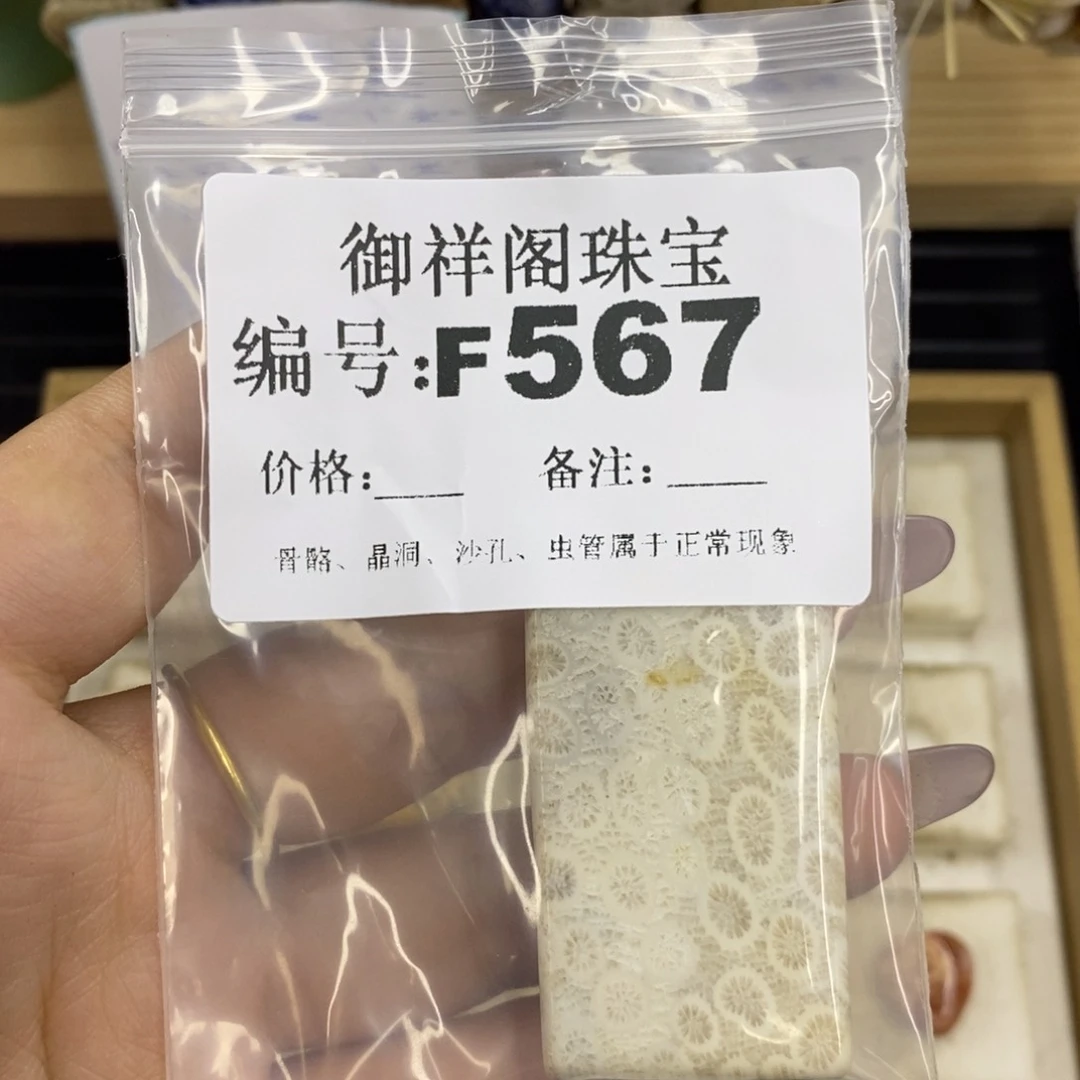 御祥阁珠宝
编号:F567
价格:____ 备注:____
骨骼、晶洞、沙孔、虫管属于正常现象